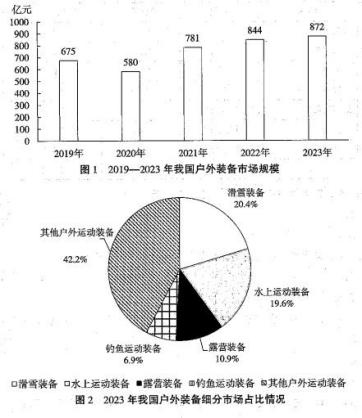 亿元
1000
900
800
700
600
500
400
300
200
100
0
675
580
781
844
872
2019年
2020年
2021年
2022年
2023年
图1 2019—2023年我国户外装备市场规模
滑雪装备
20.4%
其他户外运动装备
42.2%
水上运动装备
19.6%
钓鱼运动装备
6.9%
露营装备
10.9%
□滑雪装备 □水上运动装备 ■露营装备 钓鱼运动装备 其他户外运动装备
图2 2023年我国户外装备细分市场占比情况